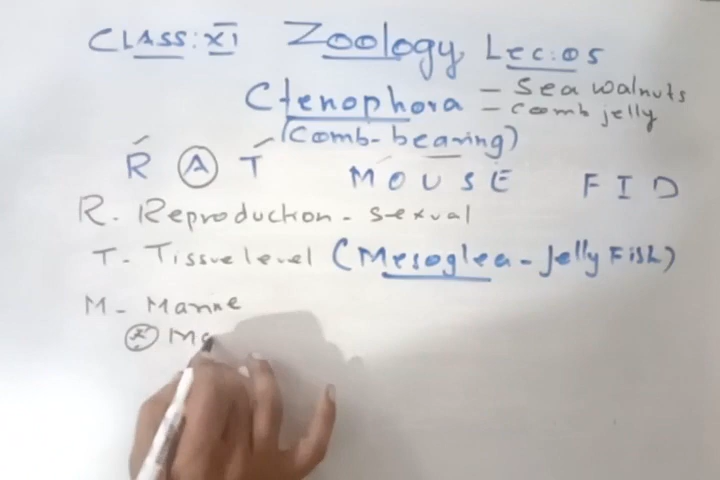 CLASS: XI Zoology Lec: 05
Ctenophora - Sea walnuts
- comb jelly
(Comb-bearing)
R A T MOUSE FID
R. Reproduction - sexual
T - Tissue level (Mesoglea - Jelly Fish)
M - Marine